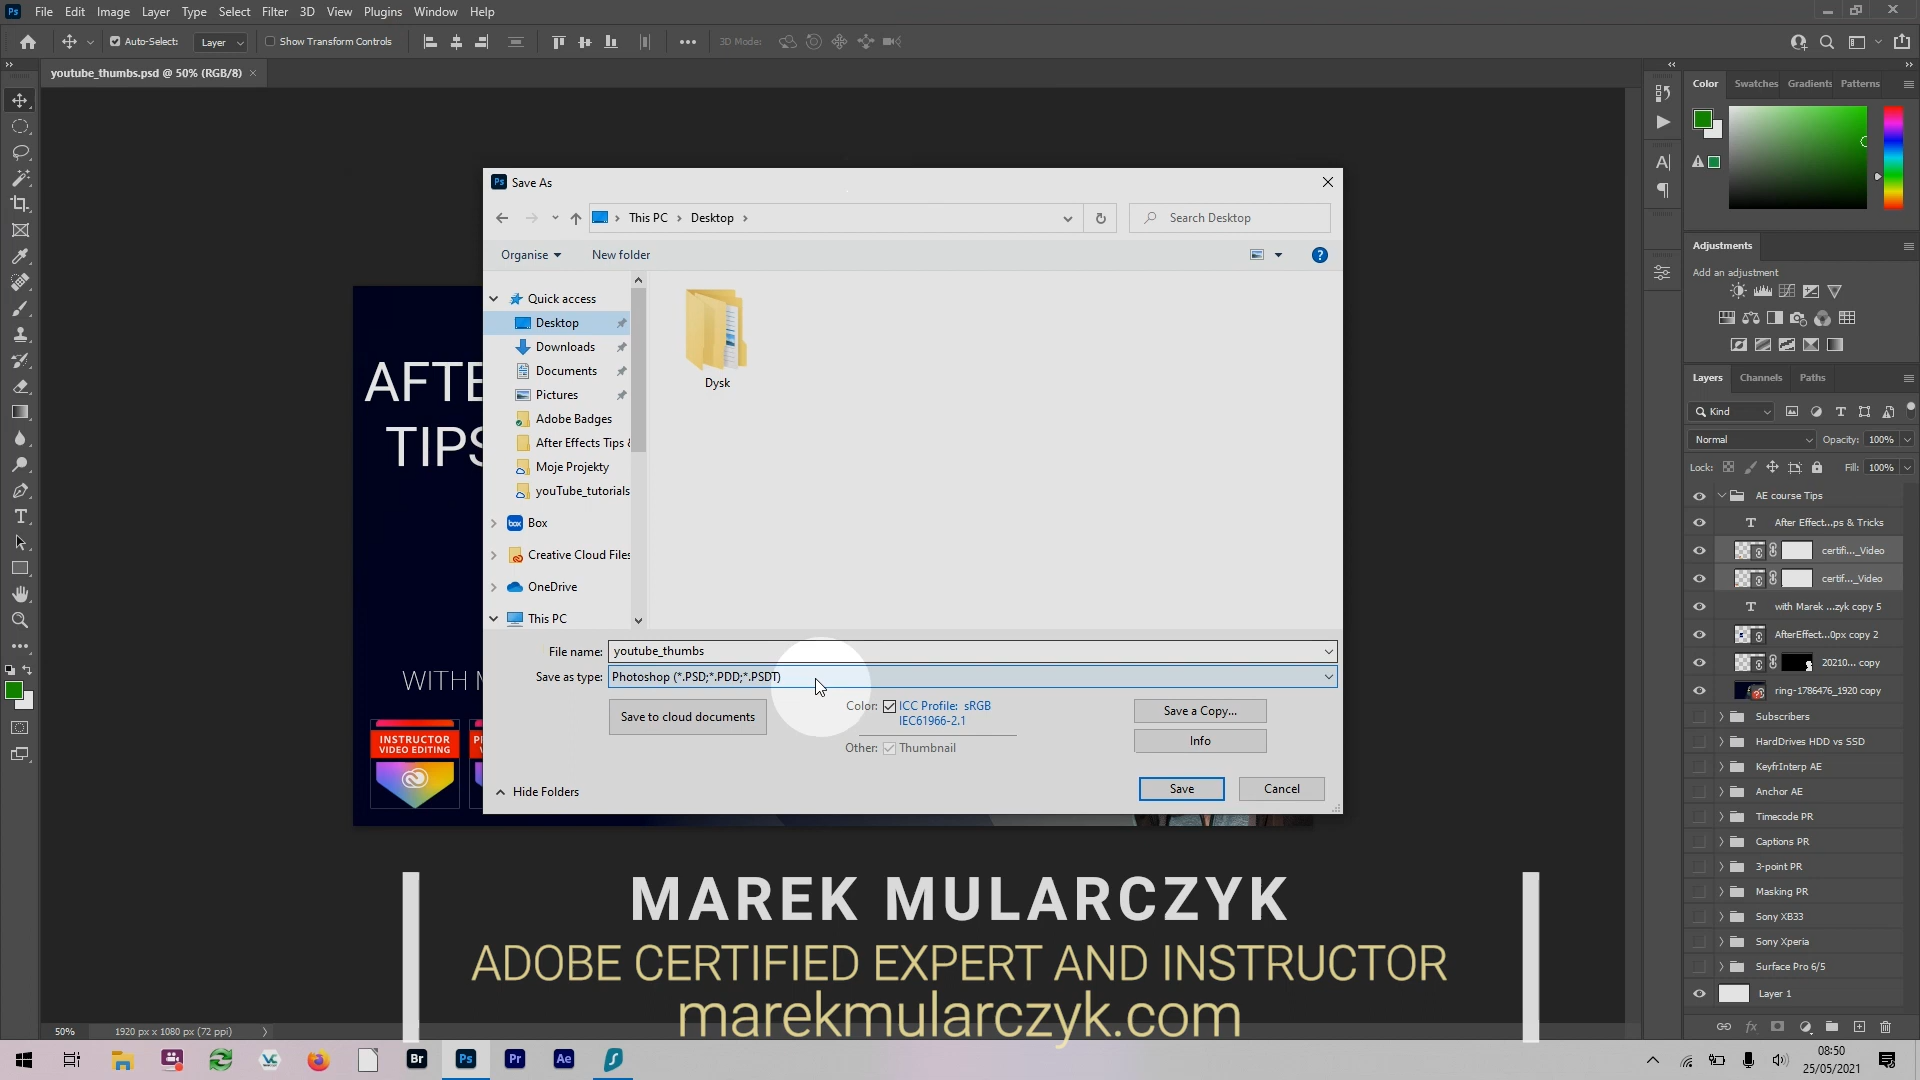 Ps File Edit Image Layer Type Select Filter 3D View Plugins Window Help
Auto-Select: Layer Show Transform Controls 3D Mode:
youtube_thumbs.psd @ 50% (RGB/8)
Color Swatches Gradients Patterns
Save As
This PC Desktop
Search Desktop
Organise New folder
Quick access
Desktop
Downloads
Documents
Pictures
Adobe Badges
After Effects Tips
Moje Projekty
youTube_tutorials
Box
Creative Cloud Files
OneDrive
This PC
Dysk
File name: youtube_thumbs
Save as type: Photoshop (*.PSD;*.PDD;*.PSDT)
Save to cloud documents
Color: ICC Profile: sRGB
IEC61966-2.1
Other: Thumbnail
Save a Copy...
Info
Hide Folders
Save Cancel
AFTE
TIPS
WITH M
INSTRUCTOR
VIDEO EDITING
Adjustments
Add an adjustment
Layers Channels Paths
Kind
Normal Opacity: 100%
Lock: Fill: 100%
AE course Tips
After Effect...ps & Tricks
certifi..._Video
certif..._Video
with Marek ...zyk copy 5
AfterEffect...0px copy 2
20210... copy
ring-1786476_1920 copy
Subscribers
HardDrives HDD vs SSD
KeyfrInterp AE
Anchor AE
Timecode PR
Captions PR
3-point PR
Masking PR
Sony XB33
Sony Xperia
Surface Pro 6/5
Layer 1
MAREK MULARCZYK
ADOBE CERTIFIED EXPERT AND INSTRUCTOR
marekmularczyk.com
50% 1920 px x 1080 px (72 ppi)
Br Ps Pr Ae
08:50
25/05/2021